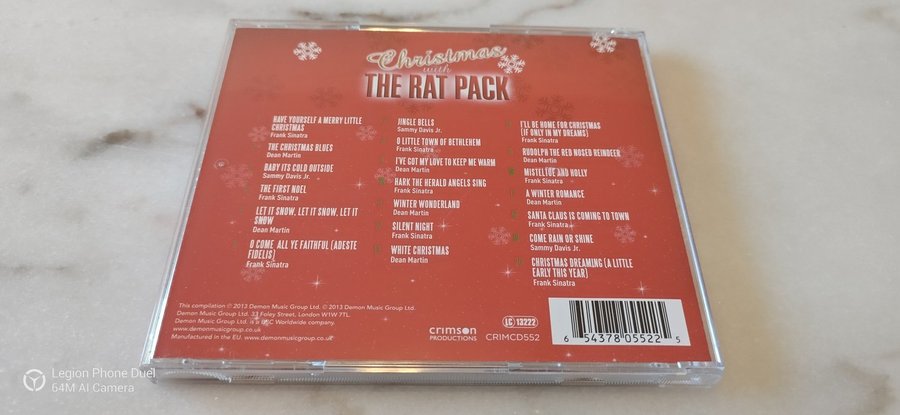 Christmas
with
THE RAT PACK
HAVE YOURSELF A MERRY LITTLE
CHRISTMAS
Frank Sinatra
THE CHRISTMAS BLUES
Dean Martin
BABY ITS COLD OUTSIDE
Sammy Davis Jr.
THE FIRST NOEL
Frank Sinatra
LET IT SNOW, LET IT SNOW, LET IT
SNOW
Dean Martin
O COME ALL YE FAITHFUL (ADESTE
FIDELIS)
Frank Sinatra
JINGLE BELLS
Sammy Davis Jr.
O LITTLE TOWN OF BETHLEHEM
Frank Sinatra
I'VE GOT MY LOVE TO KEEP ME WARM
Dean Martin
HARK THE HERALD ANGELS SING
Frank Sinatra
WINTER WONDERLAND
Dean Martin
SILENT NIGHT
Frank Sinatra
WHITE CHRISTMAS
Dean Martin
I'LL BE HOME FOR CHRISTMAS
(IF ONLY IN MY DREAMS)
Frank Sinatra
RUDOLPH THE RED NOSED REINDEER
Dean Martin
MISTELTUE AND HOLLY
Frank Sinatra
A WINTER ROMANCE
Dean Martin
SANTA CLAUS IS COMING TO TOWN
Frank Sinatra
COME RAIN OR SHINE
Sammy Davis Jr.
CHRISTMAS DREAMING (A LITTLE
EARLY THIS YEAR)
Frank Sinatra
This compilation ℗ 2013 Demon Music Group Ltd. © 2013 Demon Music Group Ltd.
Demon Music Group Ltd. 33 Foley Street, London W1W 7TL.
Demon Music Group Ltd. is a Worldwide company.
www.demonmusicgroup.co.uk
Manufactured in the EU. www.demonmusicgroup.co.uk
crimson
PRODUCTIONS
LC 13222
CRIMCD552
6 54378 05522 5
Legion Phone Duel
64M AI Camera